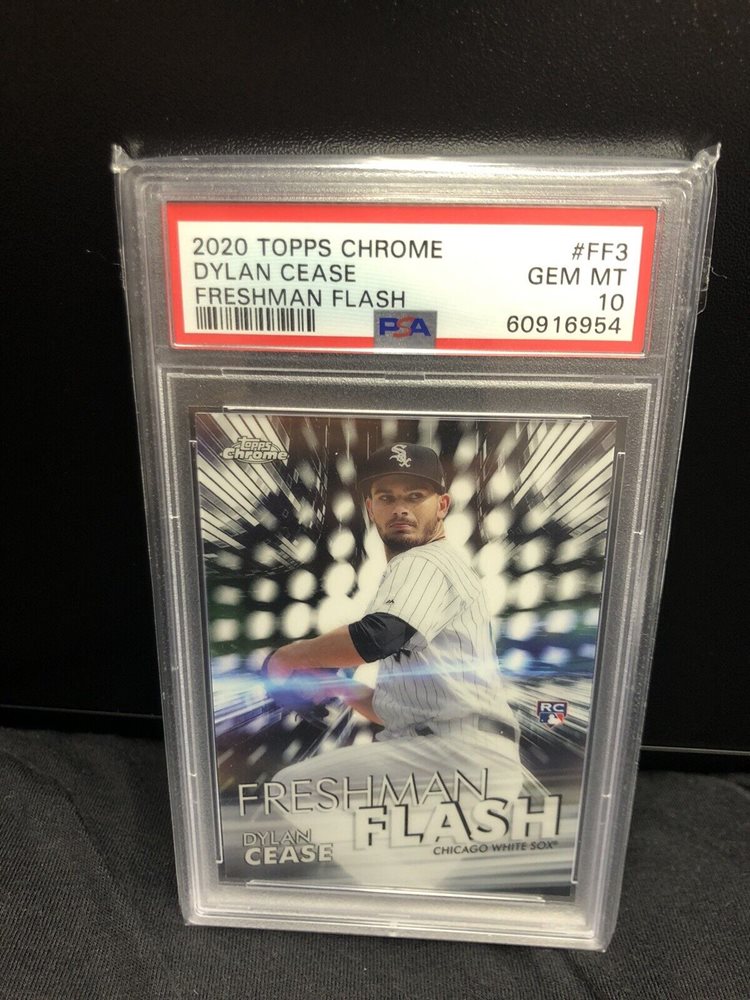 2020 TOPPS CHROME #FF3
DYLAN CEASE GEM MT
FRESHMAN FLASH 10
PSA 60916954
Topps
Chrome
Sox
RC
FRESHMAN
FLASH
DYLAN
CEASE
CHICAGO WHITE SOX®